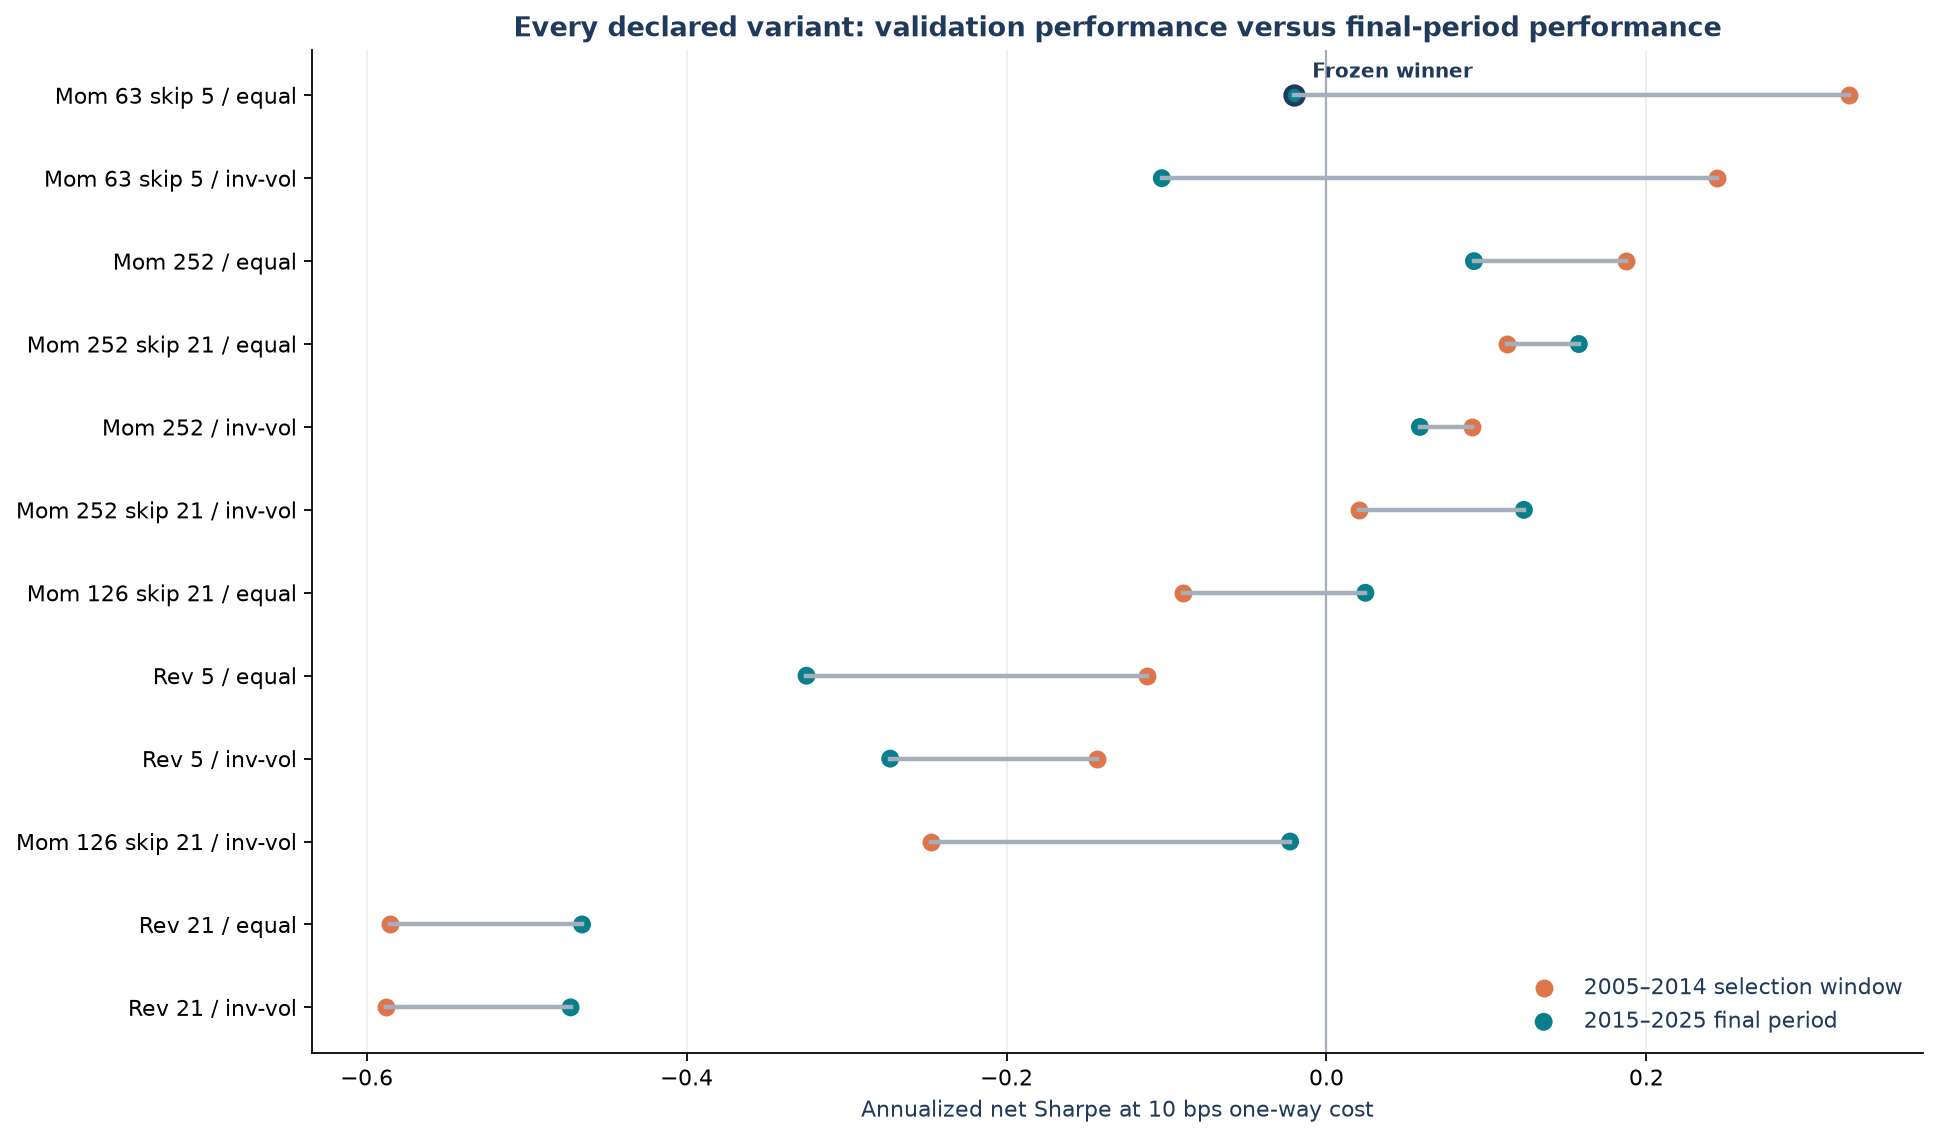 Every declared variant: validation performance versus final-period performance
Frozen winner
Mom 63 skip 5 / equal
Mom 63 skip 5 / inv-vol
Mom 252 / equal
Mom 252 skip 21 / equal
Mom 252 / inv-vol
Mom 252 skip 21 / inv-vol
Mom 126 skip 21 / equal
Rev 5 / equal
Rev 5 / inv-vol
Mom 126 skip 21 / inv-vol
Rev 21 / equal
Rev 21 / inv-vol
2005–2014 selection window
2015–2025 final period
−0.6 −0.4 −0.2 0.0 0.2
Annualized net Sharpe at 10 bps one-way cost